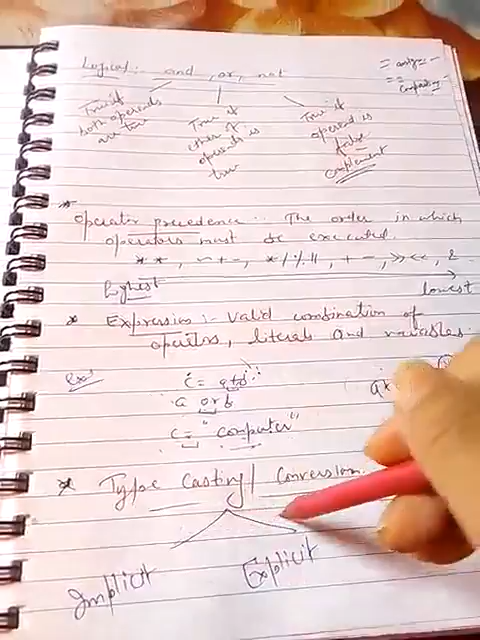 Logical :- and , or , not
= assign
== comparing
True if
both operands
are true
True if
either of
operands is
true
True if
operand is
false
complement
* operator precedence :- The order in which
operators must be executed.
**, ~ + -, * / % //, + -, >> <<, &
highest
lowest
* Expression :- valid combination of
opeitors, literals and variables.
Ex:
c = a+b
a or b
c = "computer"
* Type Casting / Conversion.
Implicit
Explicit